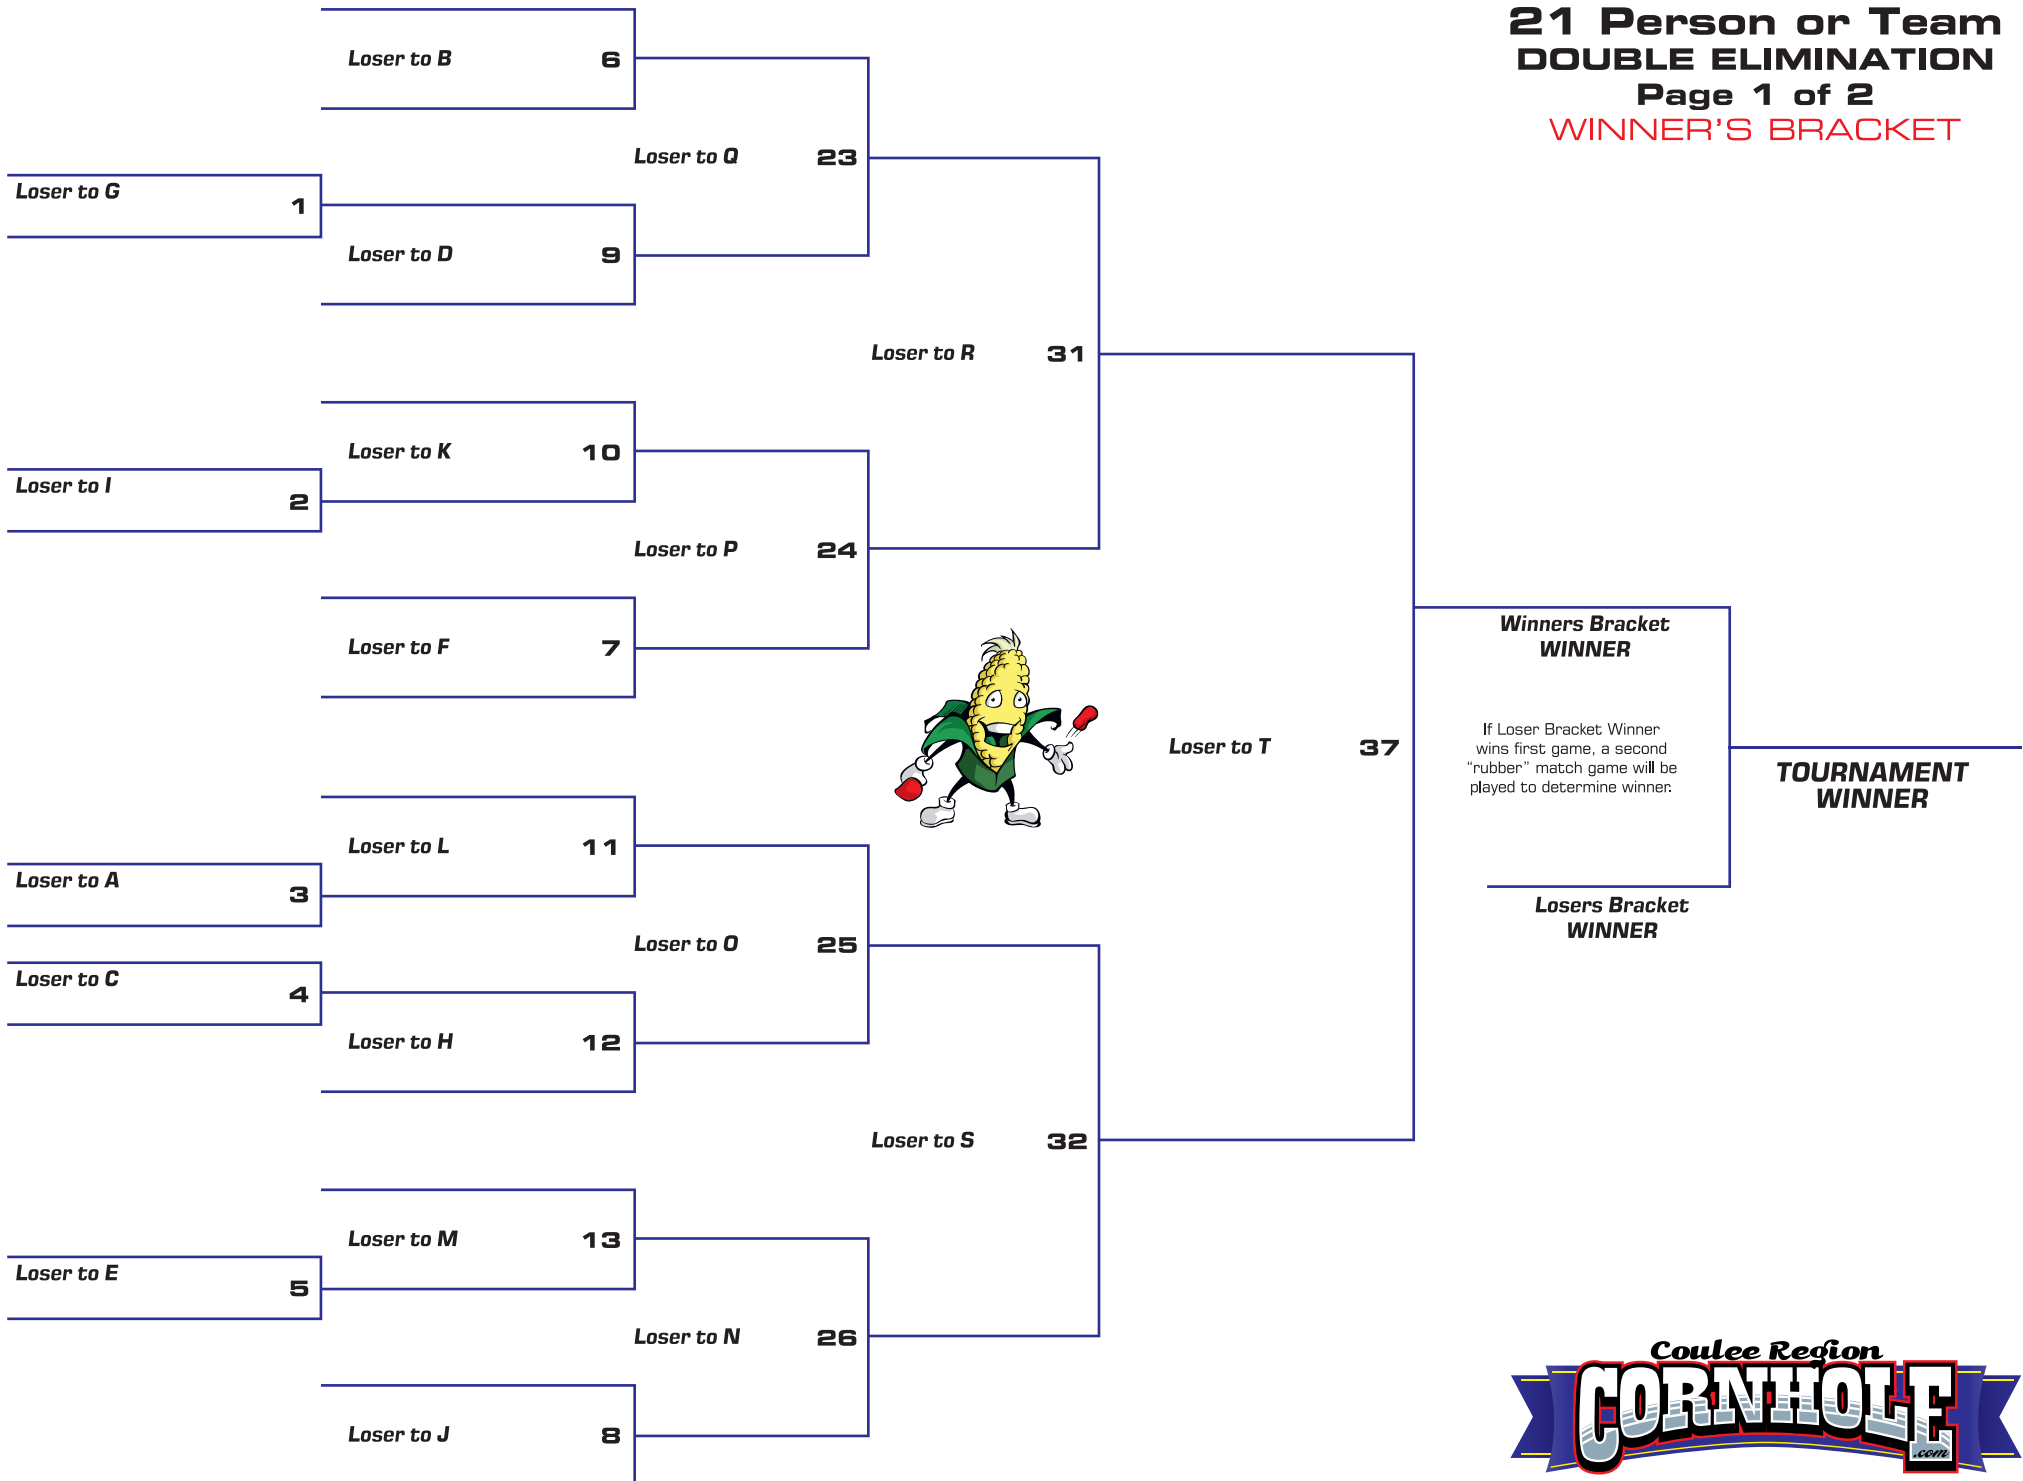 21 Person or Team
DOUBLE ELIMINATION
Page 1 of 2
WINNER'S BRACKET
Loser to B 6
Loser to Q 23
Loser to G 1
Loser to D 9
Loser to R 31
Loser to K 10
Loser to I 2
Loser to P 24
Loser to F 7
Winners Bracket
WINNER
If Loser Bracket Winner
wins first game, a second
"rubber" match game will be
played to determine winner.
Loser to T 37
TOURNAMENT
WINNER
Loser to L 11
Loser to A 3
Losers Bracket
WINNER
Loser to O 25
Loser to C 4
Loser to H 12
Loser to S 32
Loser to M 13
Loser to E 5
Loser to N 26
Loser to J 8
Coulee Region
CORNHOLE
.com